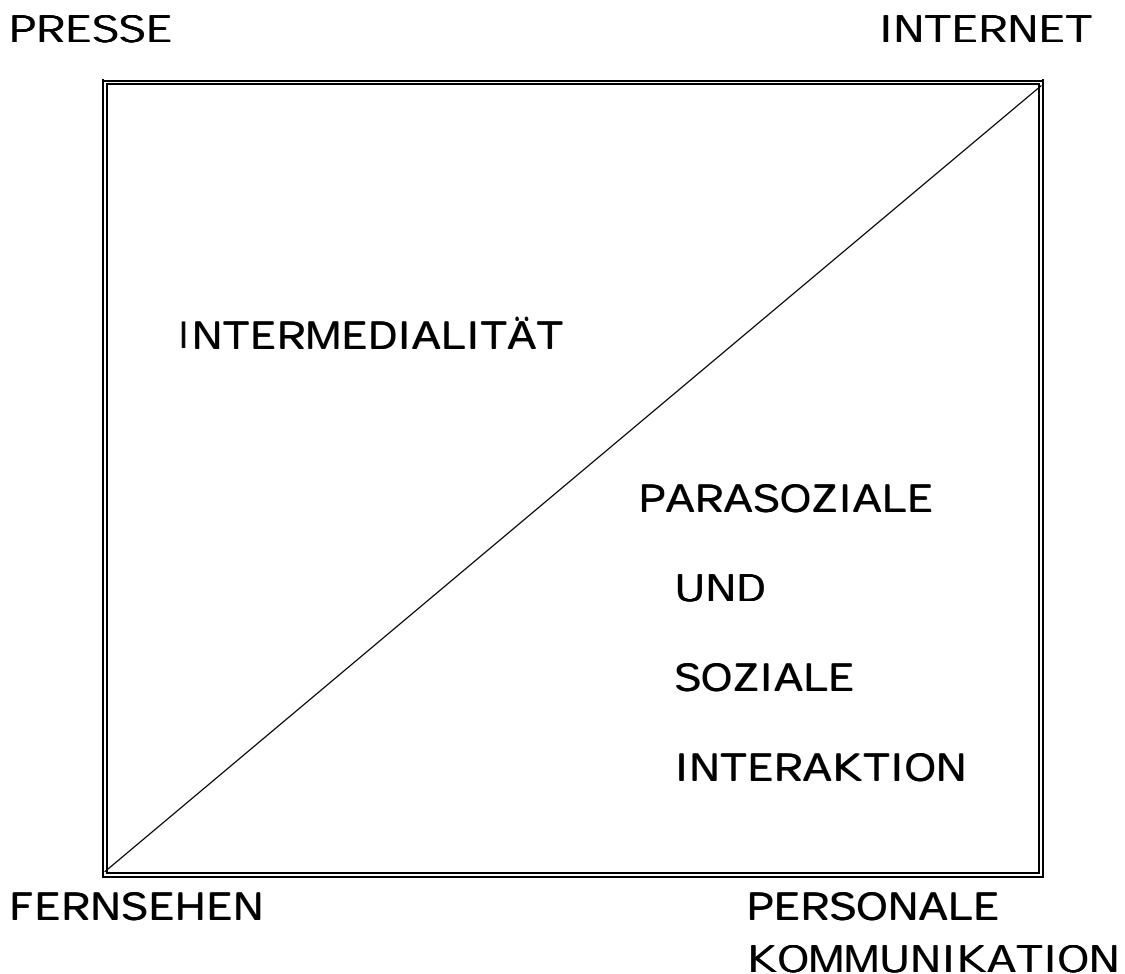 PRESSE
INTERNET
INTERMEDIALITÄT
PARASOZIALE
UND
SOZIALE
INTERAKTION
FERNSEHEN
PERSONALE
KOMMUNIKATION